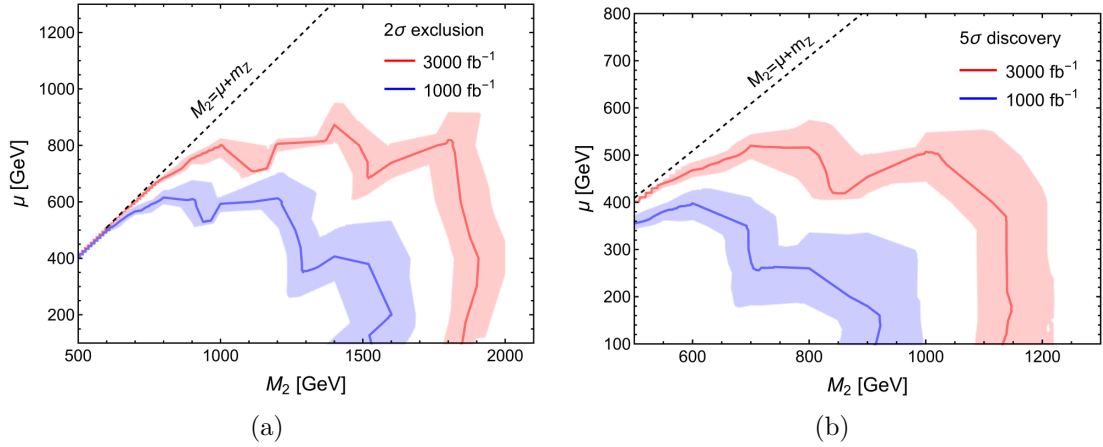 2σ exclusion
3000 fb⁻¹
1000 fb⁻¹
M₂=μ+m_Z
μ [GeV]
1200
1000
800
600
400
200
500
1000
1500
2000
M₂ [GeV]
(a)
5σ discovery
3000 fb⁻¹
1000 fb⁻¹
M₂=μ+m_Z
μ [GeV]
800
700
600
500
400
300
200
100
600
800
1000
1200
M₂ [GeV]
(b)